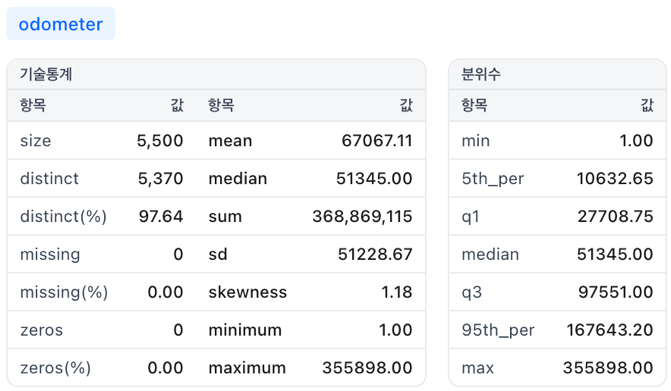 odometer
기술통계 분위수
항목 값 항목 값 항목 값
size 5,500 mean 67067.11 min 1.00
distinct 5,370 median 51345.00 5th_per 10632.65
distinct(%) 97.64 sum 368,869,115 q1 27708.75
missing 0 sd 51228.67 median 51345.00
missing(%) 0.00 skewness 1.18 q3 97551.00
zeros 0 minimum 1.00 95th_per 167643.20
zeros(%) 0.00 maximum 355898.00 max 355898.00